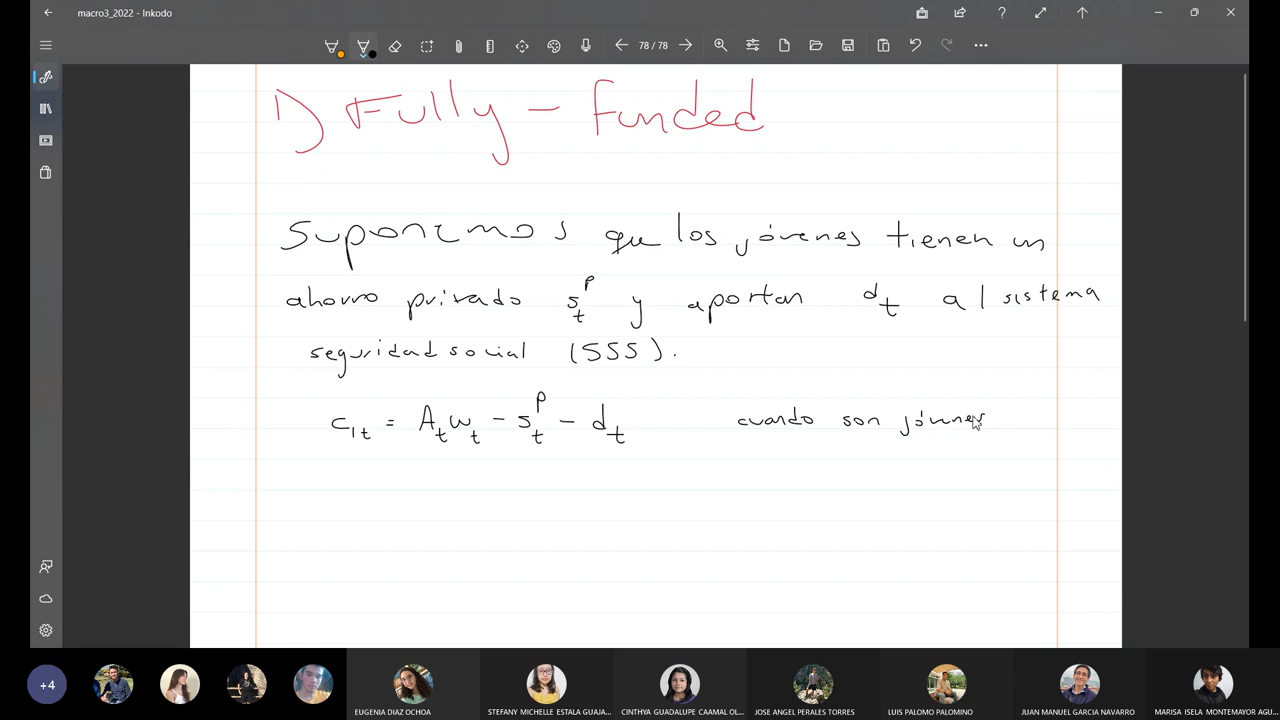 macro3_2022 - Inkodo
78 / 78
1) Fully - Funded
Suponemos que los jóvenes tienen un
ahorro privado s_t^p y aportan d_t al sistema
seguridad social (SSS).
c_{1t} = A_t w_t - s_t^p - d_t cuando son jóvenes
+4
EUGENIA DIAZ OCHOA
STEFANY MICHELLE ESTALA GUAJA...
CINTHYA GUADALUPE CAAMAL OL...
JOSE ANGEL PERALES TORRES
LUIS PALOMO PALOMINO
JUAN MANUEL GARCIA NAVARRO
MARISA ISELA MONTEMAYOR AGU...